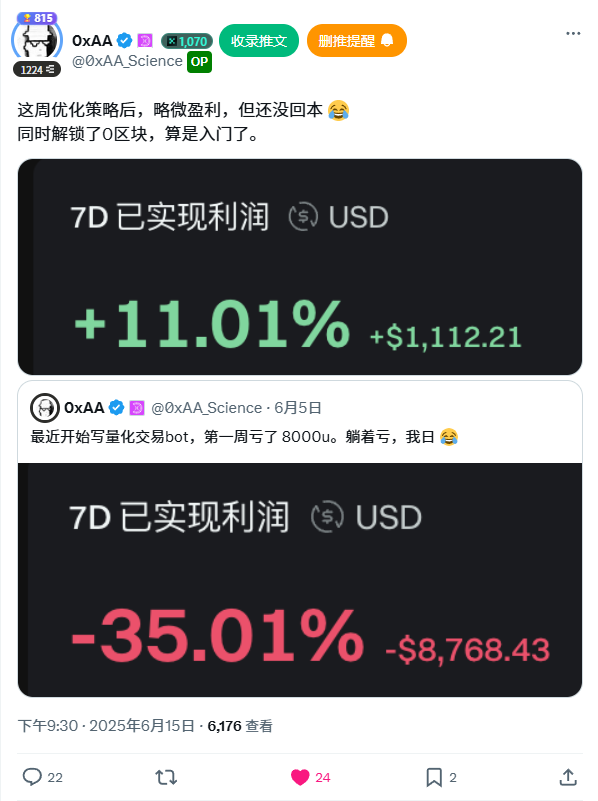 815
0xAA 1,070 收录推文 删推提醒
1224 @0xAA_Science OP
这周优化策略后，略微盈利，但还没回本 😂
同时解锁了0区块，算是入门了。
7D 已实现利润 USD
+11.01% +$1,112.21
0xAA @0xAA_Science · 6月5日
最近开始写量化交易bot，第一周亏了 8000u。躺着亏，我日 😂
7D 已实现利润 USD
-35.01% -$8,768.43
下午9:30 · 2025年6月15日 · 6,176 查看
22 24 2